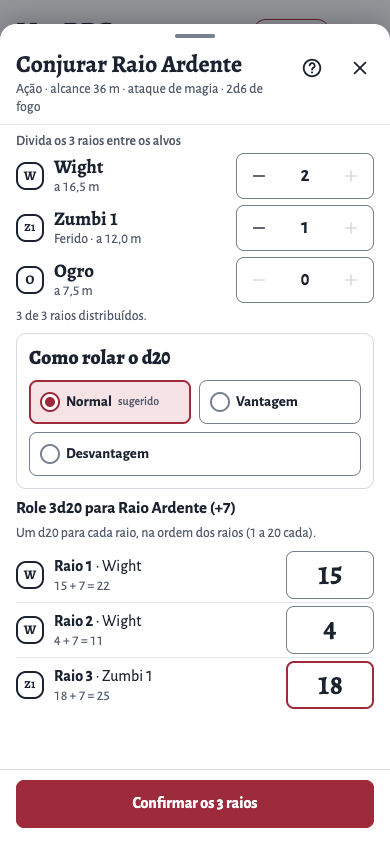 Conjurar Raio Ardente
Ação · alcance 36 m · ataque de magia · 2d6 de
fogo
Divida os 3 raios entre os alvos
W
Wight
a 16,5 m
− 2 +
Z1
Zumbi 1
Ferido · a 12,0 m
− 1 +
O
Ogro
a 7,5 m
− 0 +
3 de 3 raios distribuídos.
Como rolar o d20
Normal sugerido
Vantagem
Desvantagem
Role 3d20 para Raio Ardente (+7)
Um d20 para cada raio, na ordem dos raios (1 a 20 cada).
W
Raio 1 · Wight
15 + 7 = 22
15
W
Raio 2 · Wight
4 + 7 = 11
4
Z1
Raio 3 · Zumbi 1
18 + 7 = 25
18
Confirmar os 3 raios